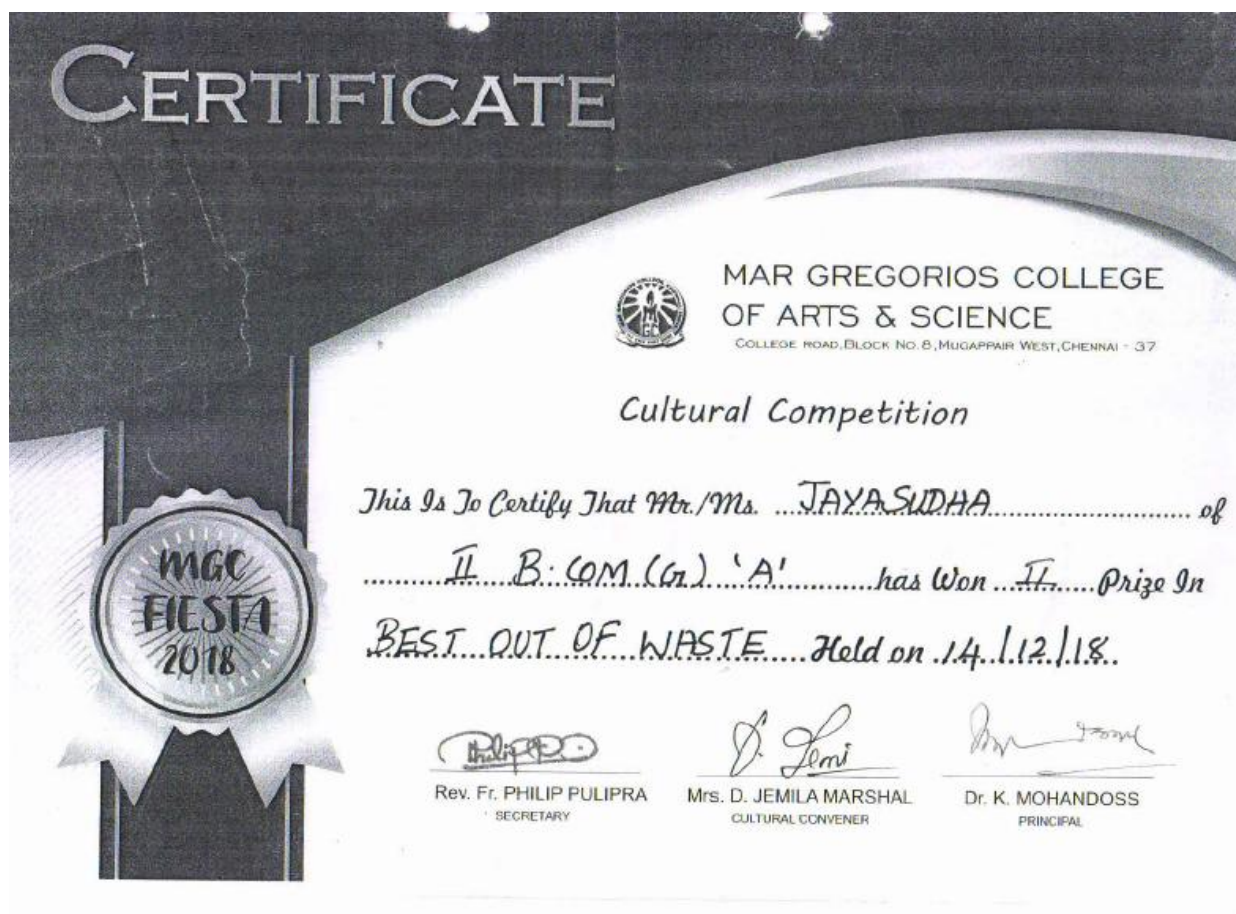 CERTIFICATE
MAR GREGORIOS COLLEGE
OF ARTS & SCIENCE
COLLEGE ROAD, BLOCK NO. 8, MUGAPPAIR WEST, CHENNAI - 37
Cultural Competition
This Is To Certify That Mr./Ms. JAYASUDHA of
II B.COM (G) 'A' has Won II Prize In
BEST OUT OF WASTE Held on 14/12/18.
MGC
FIESTA
2018
Rev. Fr. PHILIP PULIPRA
SECRETARY
Mrs. D. JEMILA MARSHAL
CULTURAL CONVENER
Dr. K. MOHANDOSS
PRINCIPAL